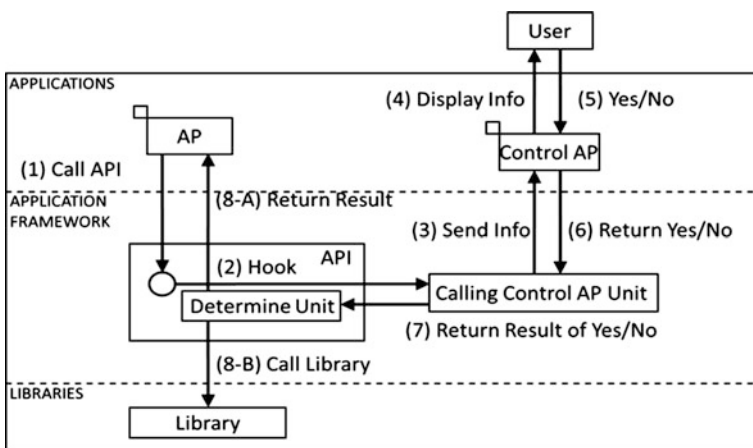 User
APPLICATIONS
(4) Display Info
(5) Yes/No
AP
Control AP
(1) Call API
APPLICATION
FRAMEWORK
(8-A) Return Result
(3) Send Info
(6) Return Yes/No
(2) Hook
API
Determine Unit
Calling Control AP Unit
(7) Return Result of Yes/No
(8-B) Call Library
LIBRARIES
Library